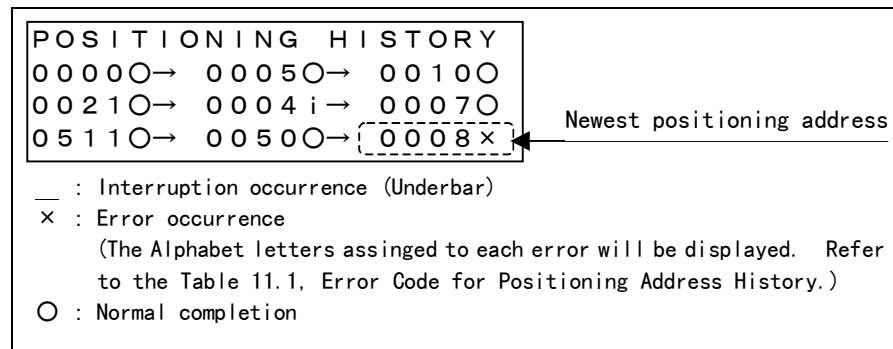 POSITIONING HISTORY
0000○→ 0005○→ 0010○
0021○→ 0004i→ 0007○
0511○→ 0050○→ 0008×
Newest positioning address
__ : Interruption occurrence (Underbar)
× : Error occurrence
(The Alphabet letters assinged to each error will be displayed. Refer
to the Table 11.1, Error Code for Positioning Address History.)
○ : Normal completion